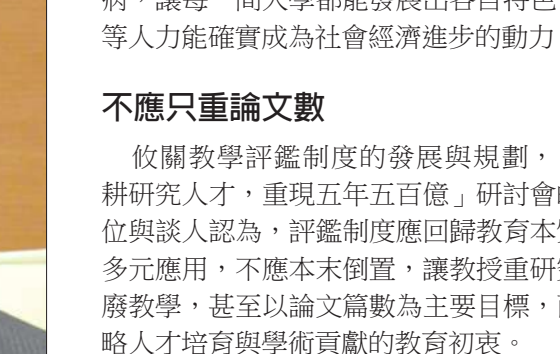 病,讓每一間大學都能發展出各自特色
等人力能確實成為社會經濟進步的動力
不應只重論文數
攸關教學評鑑制度的發展與規劃,
耕研究人才,重現五年五百億」研討會
位與談人認為,評鑑制度應回歸教育本
多元應用,不應本末倒置,讓教授重研
廢教學,甚至以論文篇數為主要目標,
略人才培育與學術貢獻的教育初衷。